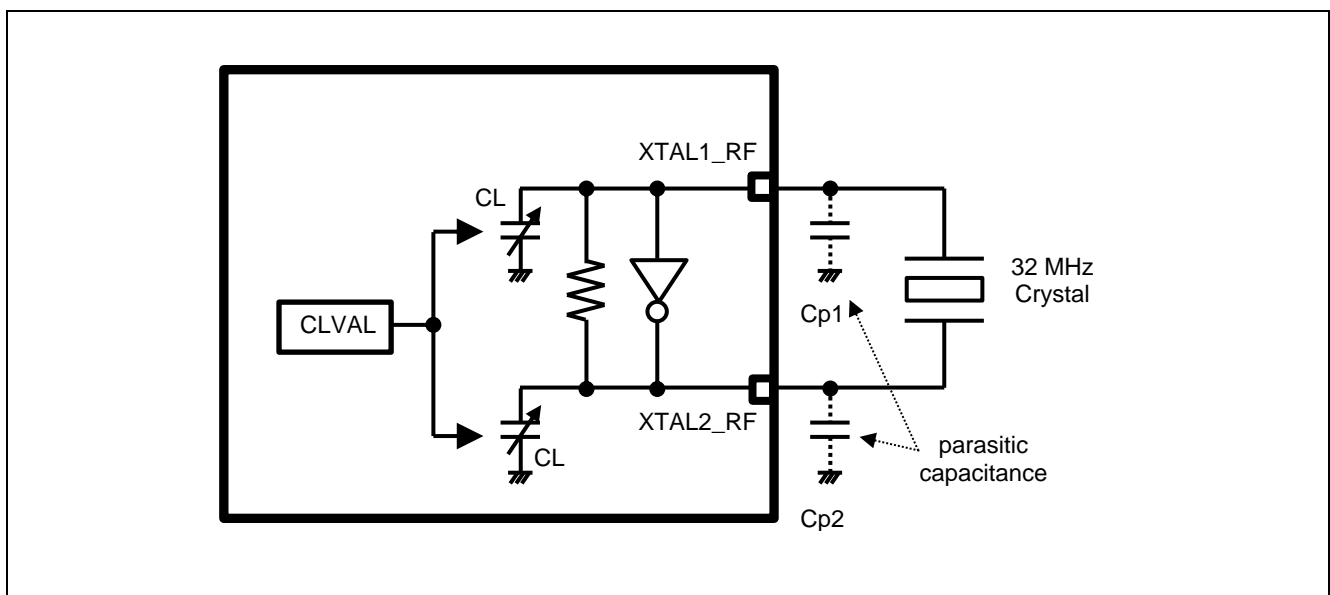 XTAL1_RF
CL
32 MHz
Crystal
Cp1
CLVAL
XTAL2_RF
CL
parasitic
capacitance
Cp2